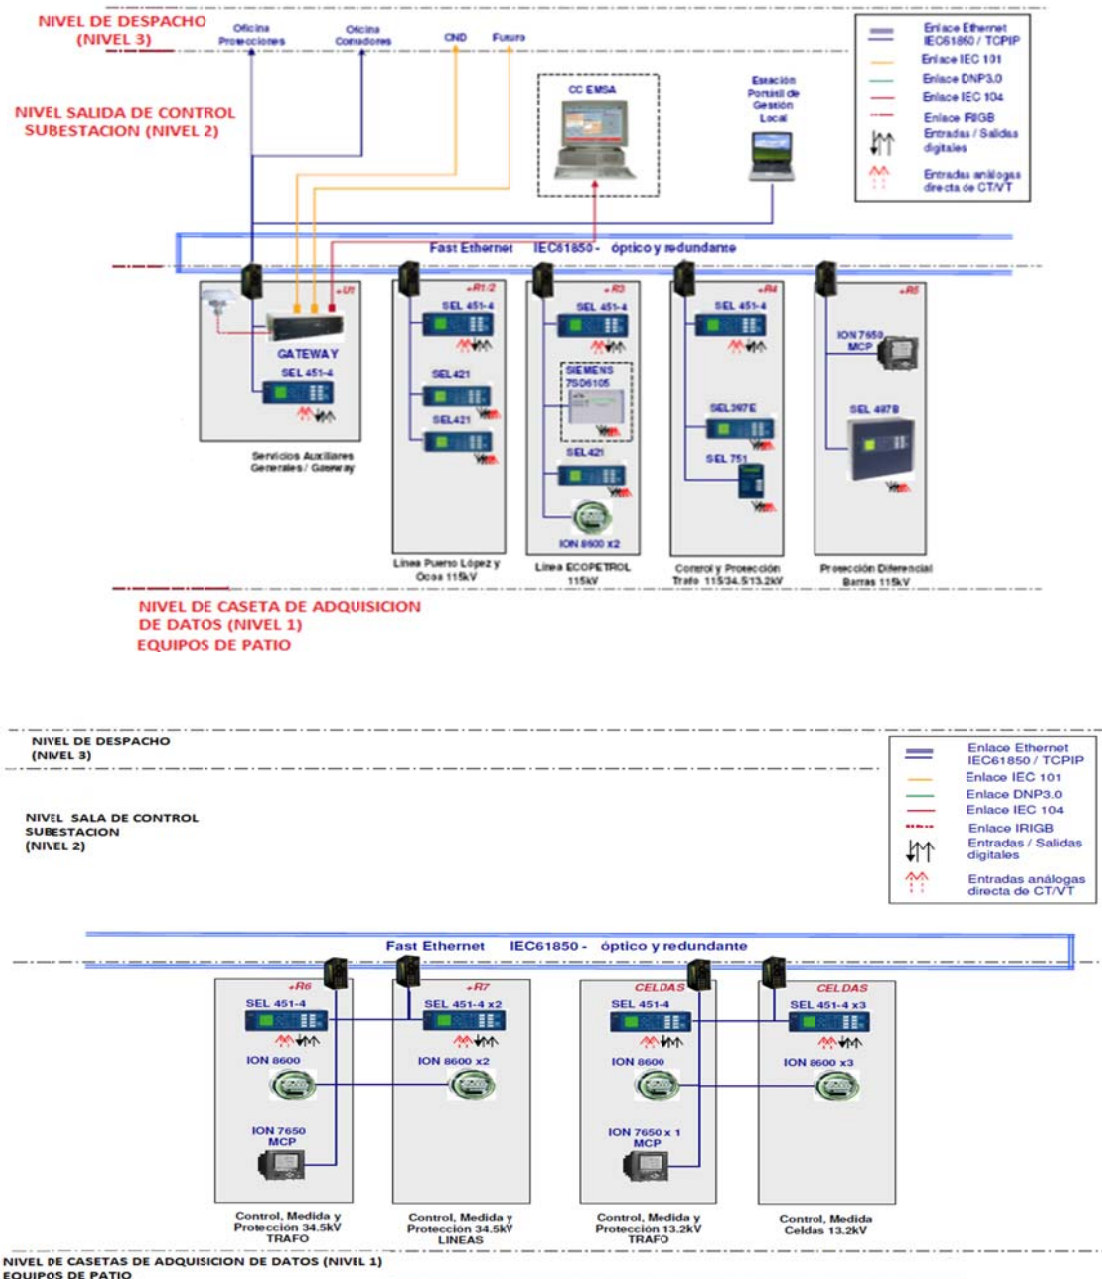 NIVEL DE DESPACHO
(NIVEL 3)
Oficina
Protecciones
Oficina
Comadores
CND
Futuro
NIVEL SALIDA DE CONTROL
SUBESTACION (NIVEL 2)
CC EMSA
Estación
Portátil de
Gestión
Local
Enlace Ethernet
IEC61850 / TCPIP
Enlace IEC 101
Enlace DNP3.0
Enlace IEC 104
Enlace RIGB
Entradas / Salidas
digitales
Entradas análogas
directa de CT/VT
Fast Ethernet IEC61850 - óptico y redundante
+U1
GATEWAY
SEL 451-4
Servicios Auxiliares
Generales / Gateway
+R1/2
SEL 451-4
SEL421
SEL421
Línea Puerto López y
Ocoa 115kV
+R3
SEL 451-4
SIEMENS
7SD6105
SEL421
ION 8600 x2
Línea ECOPETROL
115kV
+R4
SEL 451-4
SEL387E
SEL 751
Control y Protección
Trafo 115/34.5/13.2kV
+R5
ION 7650
MCP
SEL 487B
Protección Diferencial
Barras 115kV
NIVEL DE CASETA DE ADQUISICION
DE DATOS (NIVEL 1)
EQUIPOS DE PATIO
NIVEL DE DESPACHO
(NIVEL 3)
NIVEL SALA DE CONTROL
SUBESTACION
(NIVEL 2)
Enlace Ethernet
IEC61850 / TCPIP
Enlace IEC 101
Enlace DNP3.0
Enlace IEC 104
Enlace IRIGB
Entradas / Salidas
digitales
Entradas análogas
directa de CT/VT
Fast Ethernet IEC61850 - óptico y redundante
+R6
SEL 451-4
ION 8600
ION 7650
MCP
Control, Medida y
Protección 34.5kV
TRAFO
+R7
SEL 451-4 x2
ION 8600 x2
Control, Medida y
Protección 34.5kV
LINEAS
CELDAS
SEL 451-4
ION 8600
ION 7650 x 1
MCP
Control, Medida y
Protección 13.2kV
TRAFO
CELDAS
SEL 451-4 x3
ION 8600 x3
Control, Medida
Celdas 13.2kV
NIVEL DE CASETAS DE ADQUISICION DE DATOS (NIVIL 1)
EQUIPOS DE PATIO